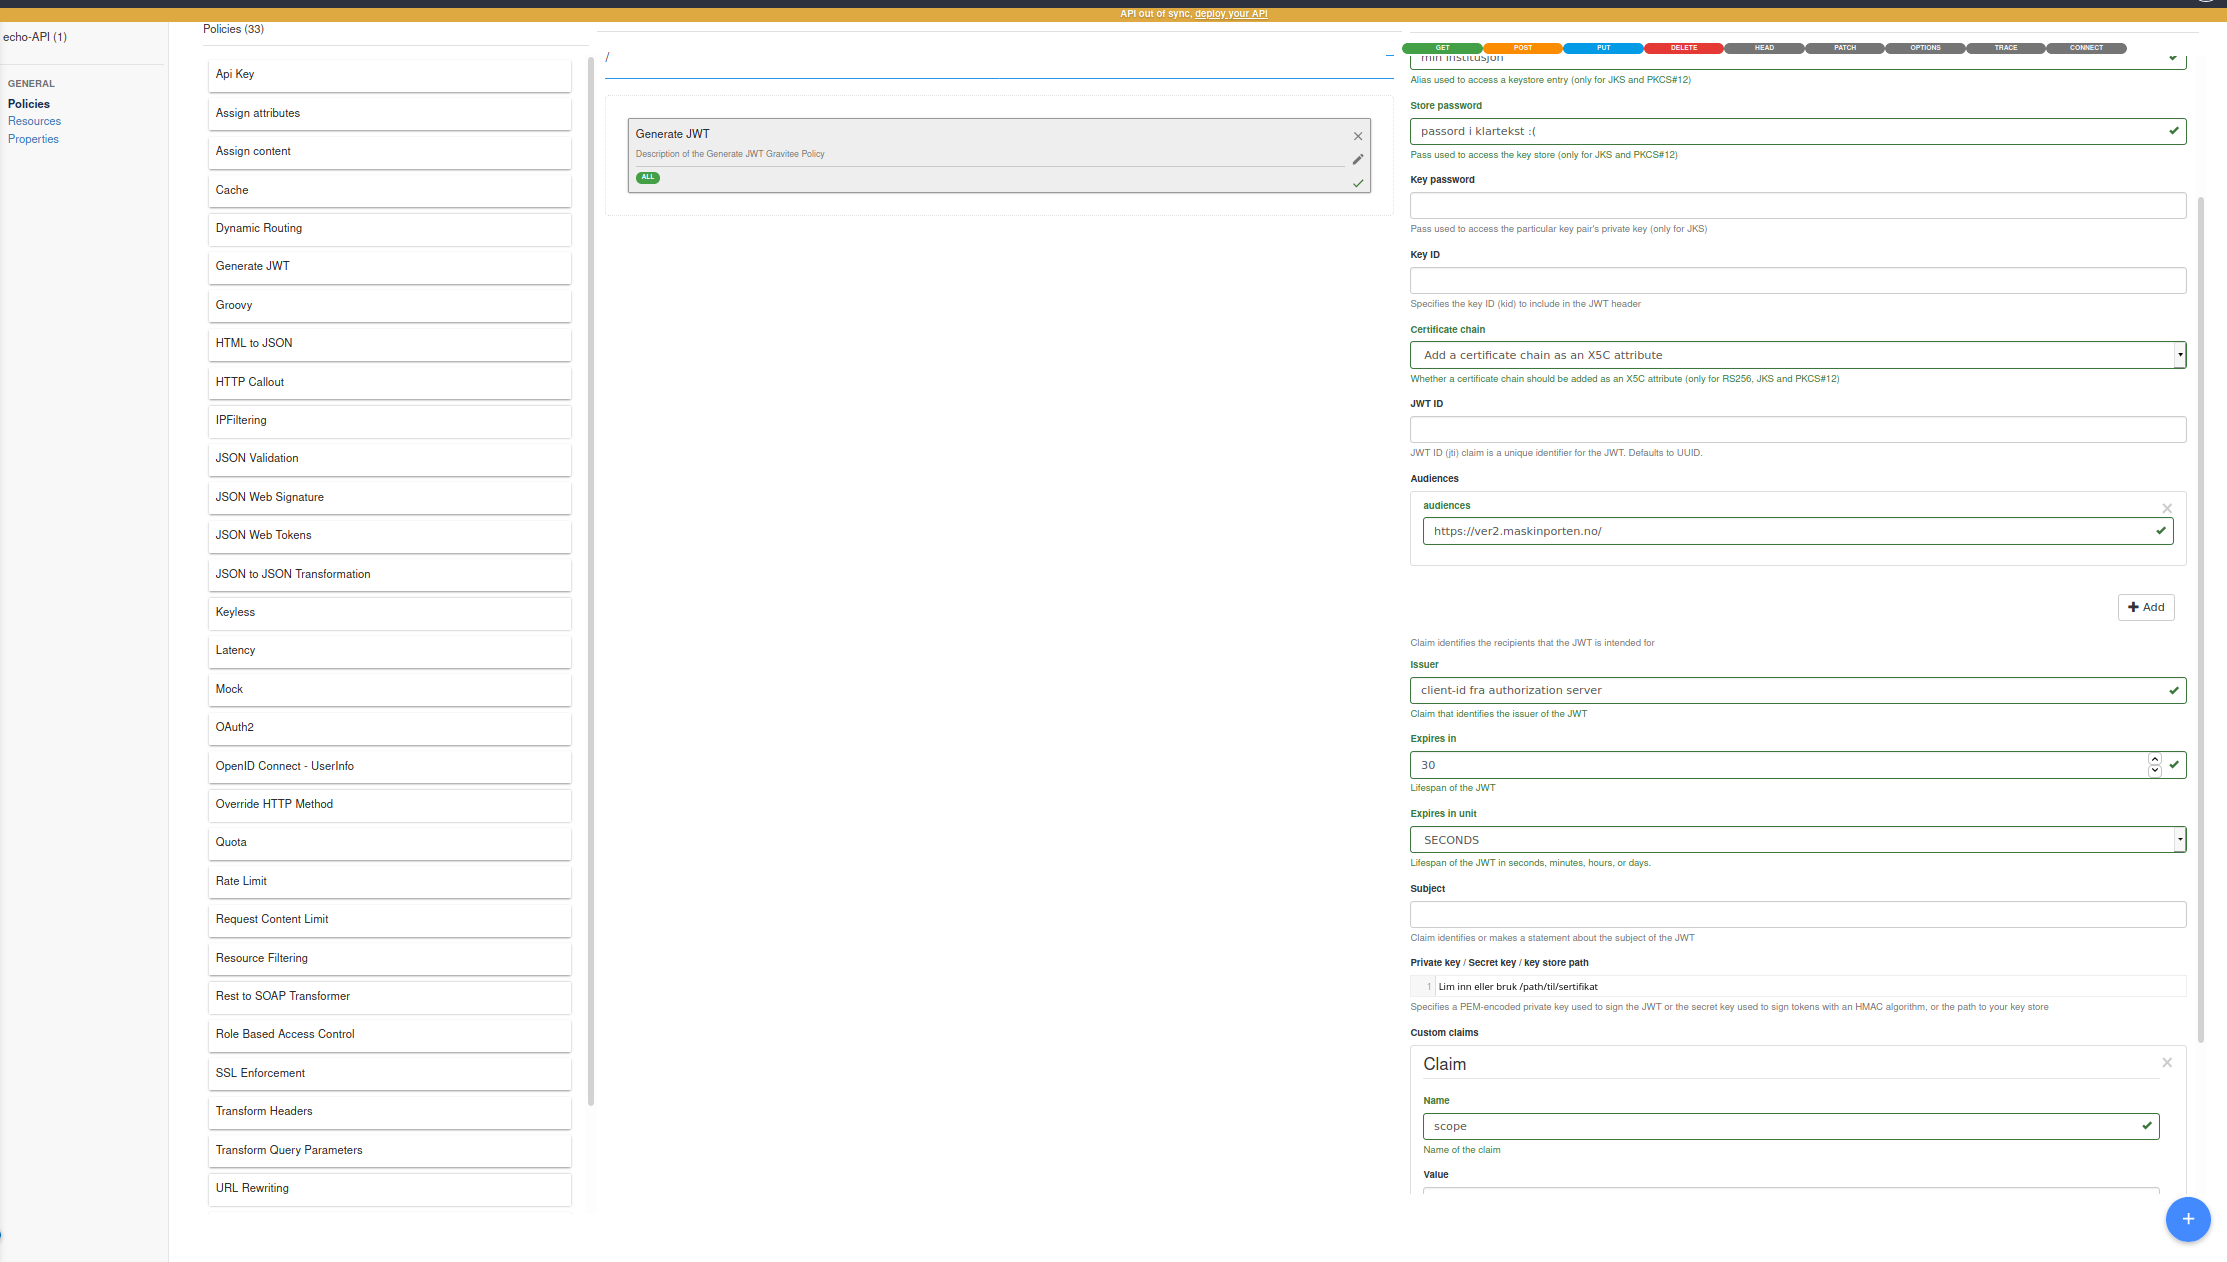 API out of sync, deploy your API
echo-API (1)
GENERAL
Policies
Resources
Properties
Policies (33)
Api Key
Assign attributes
Assign content
Cache
Dynamic Routing
Generate JWT
Groovy
HTML to JSON
HTTP Callout
IPFiltering
JSON Validation
JSON Web Signature
JSON Web Tokens
JSON to JSON Transformation
Keyless
Latency
Mock
OAuth2
OpenID Connect - UserInfo
Override HTTP Method
Quota
Rate Limit
Request Content Limit
Resource Filtering
Rest to SOAP Transformer
Role Based Access Control
SSL Enforcement
Transform Headers
Transform Query Parameters
URL Rewriting
/
Generate JWT
Description of the Generate JWT Gravitee Policy
ALL
GET POST PUT DELETE HEAD PATCH OPTIONS TRACE CONNECT
min institusjon
Alias used to access a keystore entry (only for JKS and PKCS#12)
Store password
passord i klartekst :(
Pass used to access the key store (only for JKS and PKCS#12)
Key password
Pass used to access the particular key pair's private key (only for JKS)
Key ID
Specifies the key ID (kid) to include in the JWT header
Certificate chain
Add a certificate chain as an X5C attribute
Whether a certificate chain should be added as an X5C attribute (only for RS256, JKS and PKCS#12)
JWT ID
JWT ID (jti) claim is a unique identifier for the JWT. Defaults to UUID.
Audiences
audiences
https://ver2.maskinporten.no/
Add
Claim identifies the recipients that the JWT is intended for
Issuer
client-id fra authorization server
Claim that identifies the issuer of the JWT
Expires in
30
Lifespan of the JWT
Expires in unit
SECONDS
Lifespan of the JWT in seconds, minutes, hours, or days.
Subject
Claim identifies or makes a statement about the subject of the JWT
Private key / Secret key / key store path
1 Lim inn eller bruk /path/til/sertifikat
Specifies a PEM-encoded private key used to sign the JWT or the secret key used to sign tokens with an HMAC algorithm, or the path to your key store
Custom claims
Claim
Name
scope
Name of the claim
Value